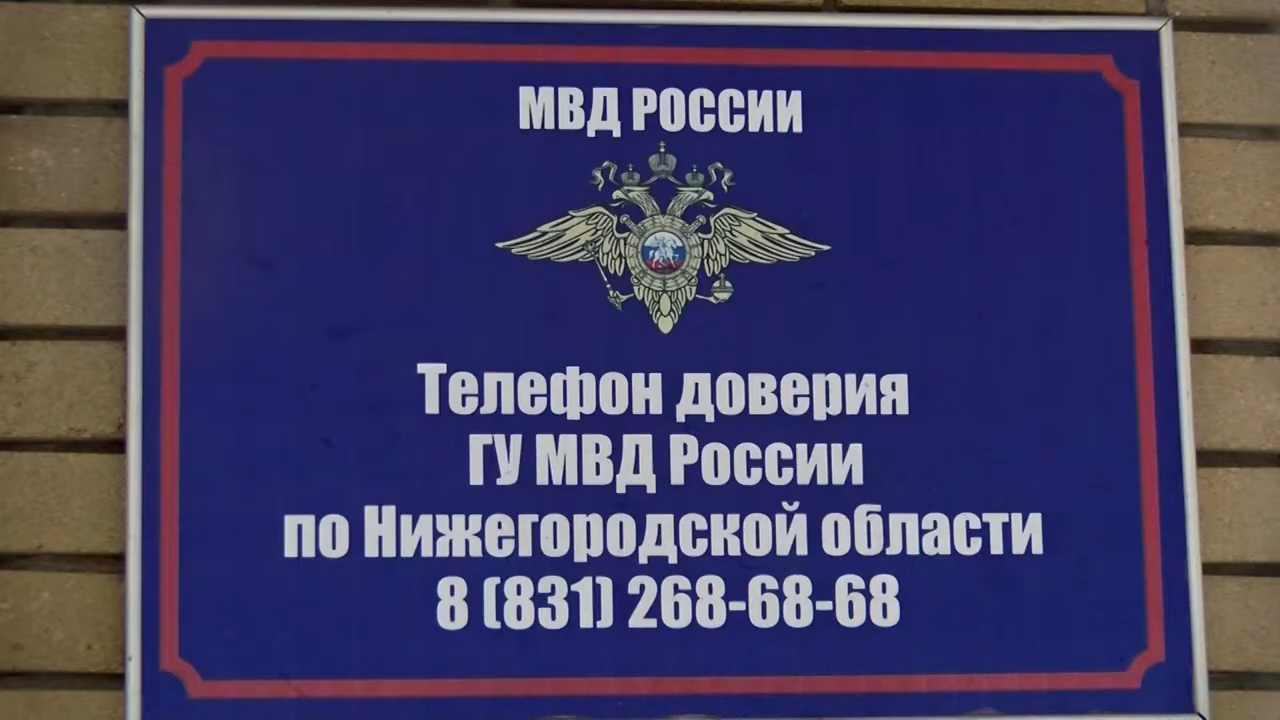 МВД РОССИИ
Телефон доверия
ГУ МВД России
по Нижегородской области
8 (831) 268-68-68